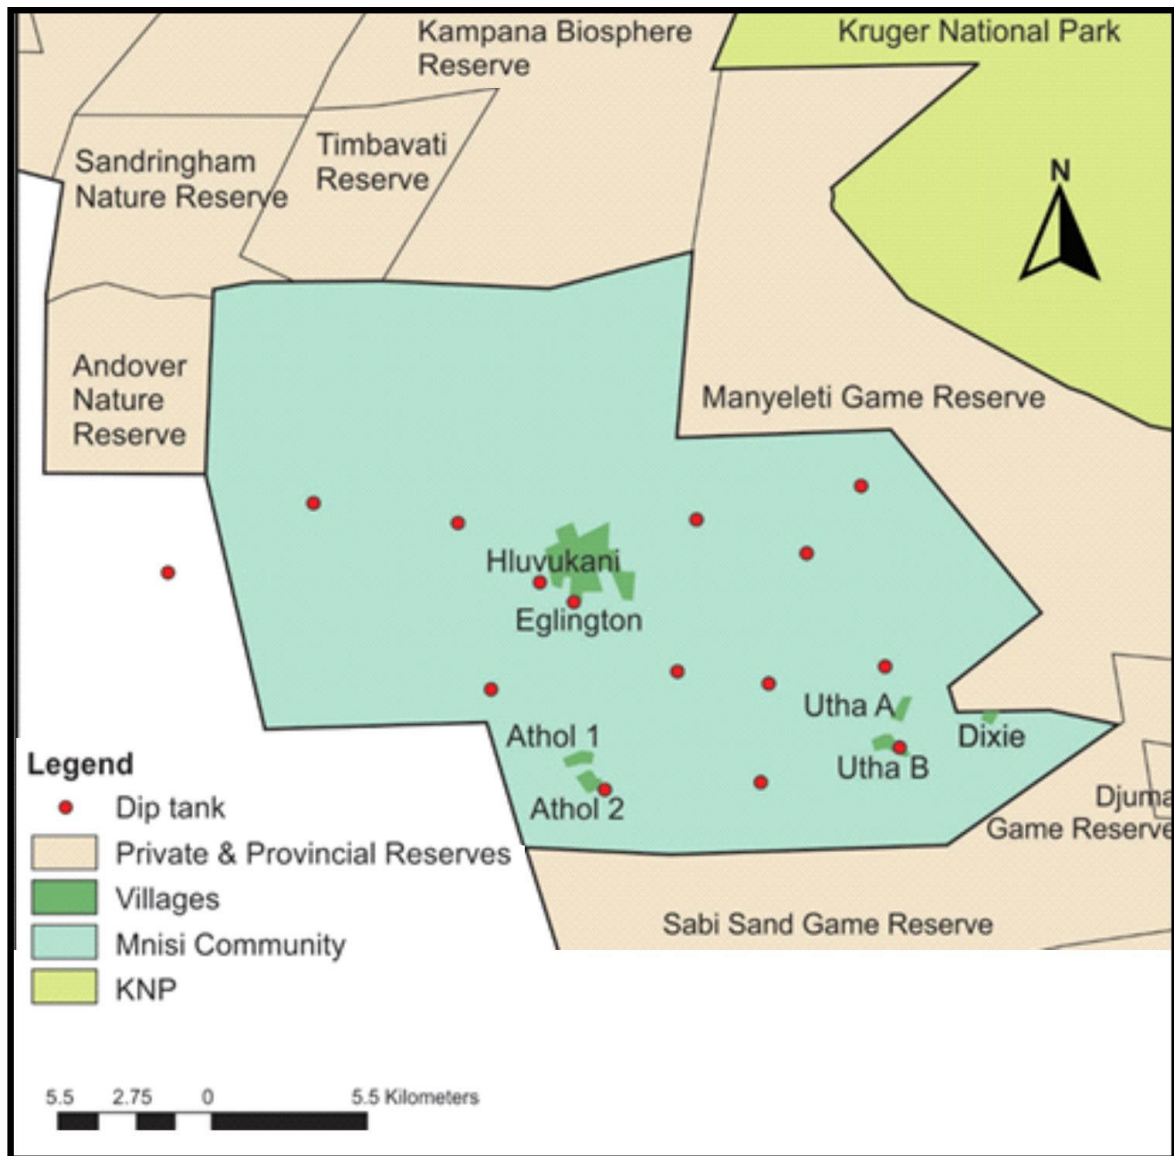 Kampana Biosphere
Reserve
Kruger National Park
Timbavati
Reserve
Sandringham
Nature Reserve
N
Andover
Nature
Reserve
Manyeleti Game Reserve
Hluvukani
Eglington
Utha A
Athol 1
Dixie
Utha B
Athol 2
Djuma
Game Reserve
Sabi Sand Game Reserve
Legend
Dip tank
Private & Provincial Reserves
Villages
Mnisi Community
KNP
5.5 2.75 0 5.5 Kilometers